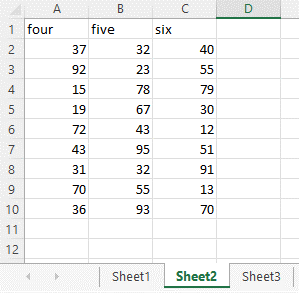 A B C D
1 four five six
2 37 32 40
3 92 23 55
4 15 78 79
5 19 67 30
6 72 43 12
7 43 95 51
8 31 32 91
9 70 55 13
10 36 93 70
11
12
Sheet1 Sheet2 Sheet3